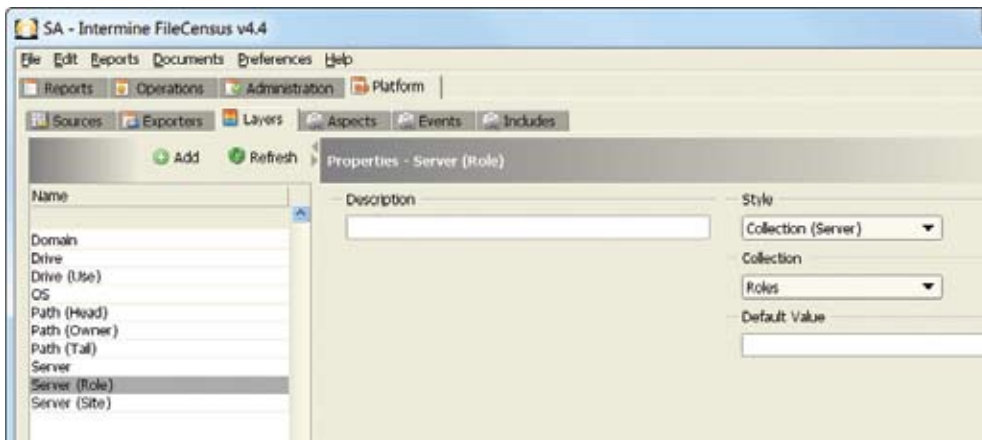 SA - Intermine FileCensus v4.4
File Edit Reports Documents Preferences Help
Reports Operations Administration Platform
Sources Exporters Layers Aspects Events Includes
Add Refresh Properties - Server (Role)
Name
Description
Style
Collection (Server)
Collection
Roles
Default Value
Domain
Drive
Drive (Use)
OS
Path (Head)
Path (Owner)
Path (Tail)
Server
Server (Role)
Server (Site)